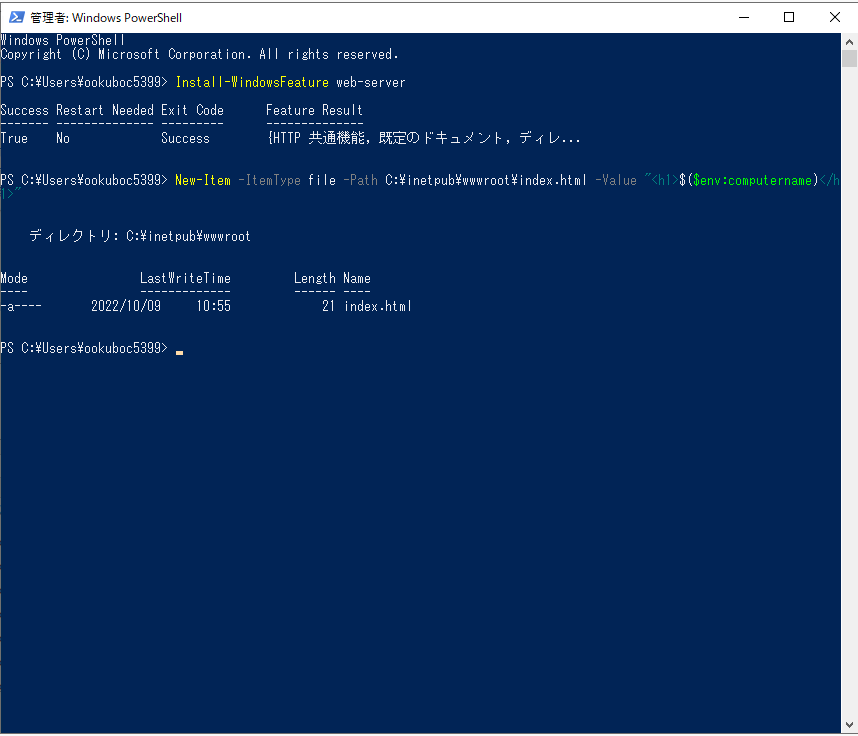 管理者: Windows PowerShell
Windows PowerShell
Copyright (C) Microsoft Corporation. All rights reserved.
PS C:¥Users¥ookuboc5399> Install-WindowsFeature web-server
Success Restart Needed Exit Code      Feature Result
------- -------------- ---------      --------------
True    No             Success        {HTTP 共通機能, 既定のドキュメント, ディレ...
PS C:¥Users¥ookuboc5399> New-Item -ItemType file -Path C:¥inetpub¥wwwroot¥index.html -Value "<h1>$($env:computername)</h
1>"
    ディレクトリ: C:¥inetpub¥wwwroot
Mode                LastWriteTime         Length Name
----                -------------         ------ ----
-a----       2022/10/09     10:55             21 index.html
PS C:¥Users¥ookuboc5399>